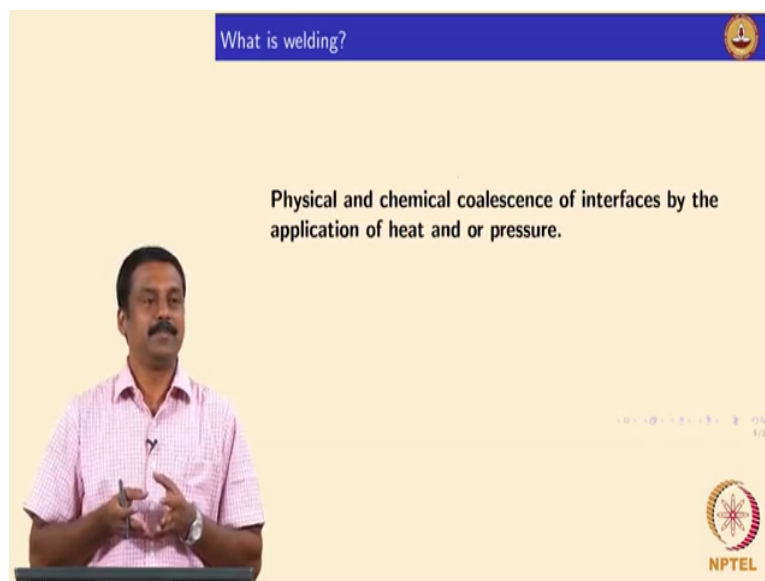 What is welding?
Physical and chemical coalescence of interfaces by the
application of heat and or pressure.
NPTEL